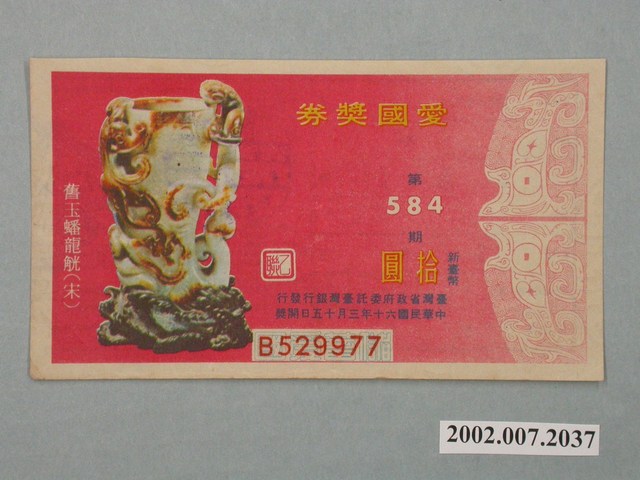 愛國獎券
第
584
期
新臺幣
拾圓
乙聯
臺灣省政府委託臺灣銀行發行
中華民國六十年三月十五日開獎
B529977
舊玉蟠龍觥(宋)
2002.007.2037